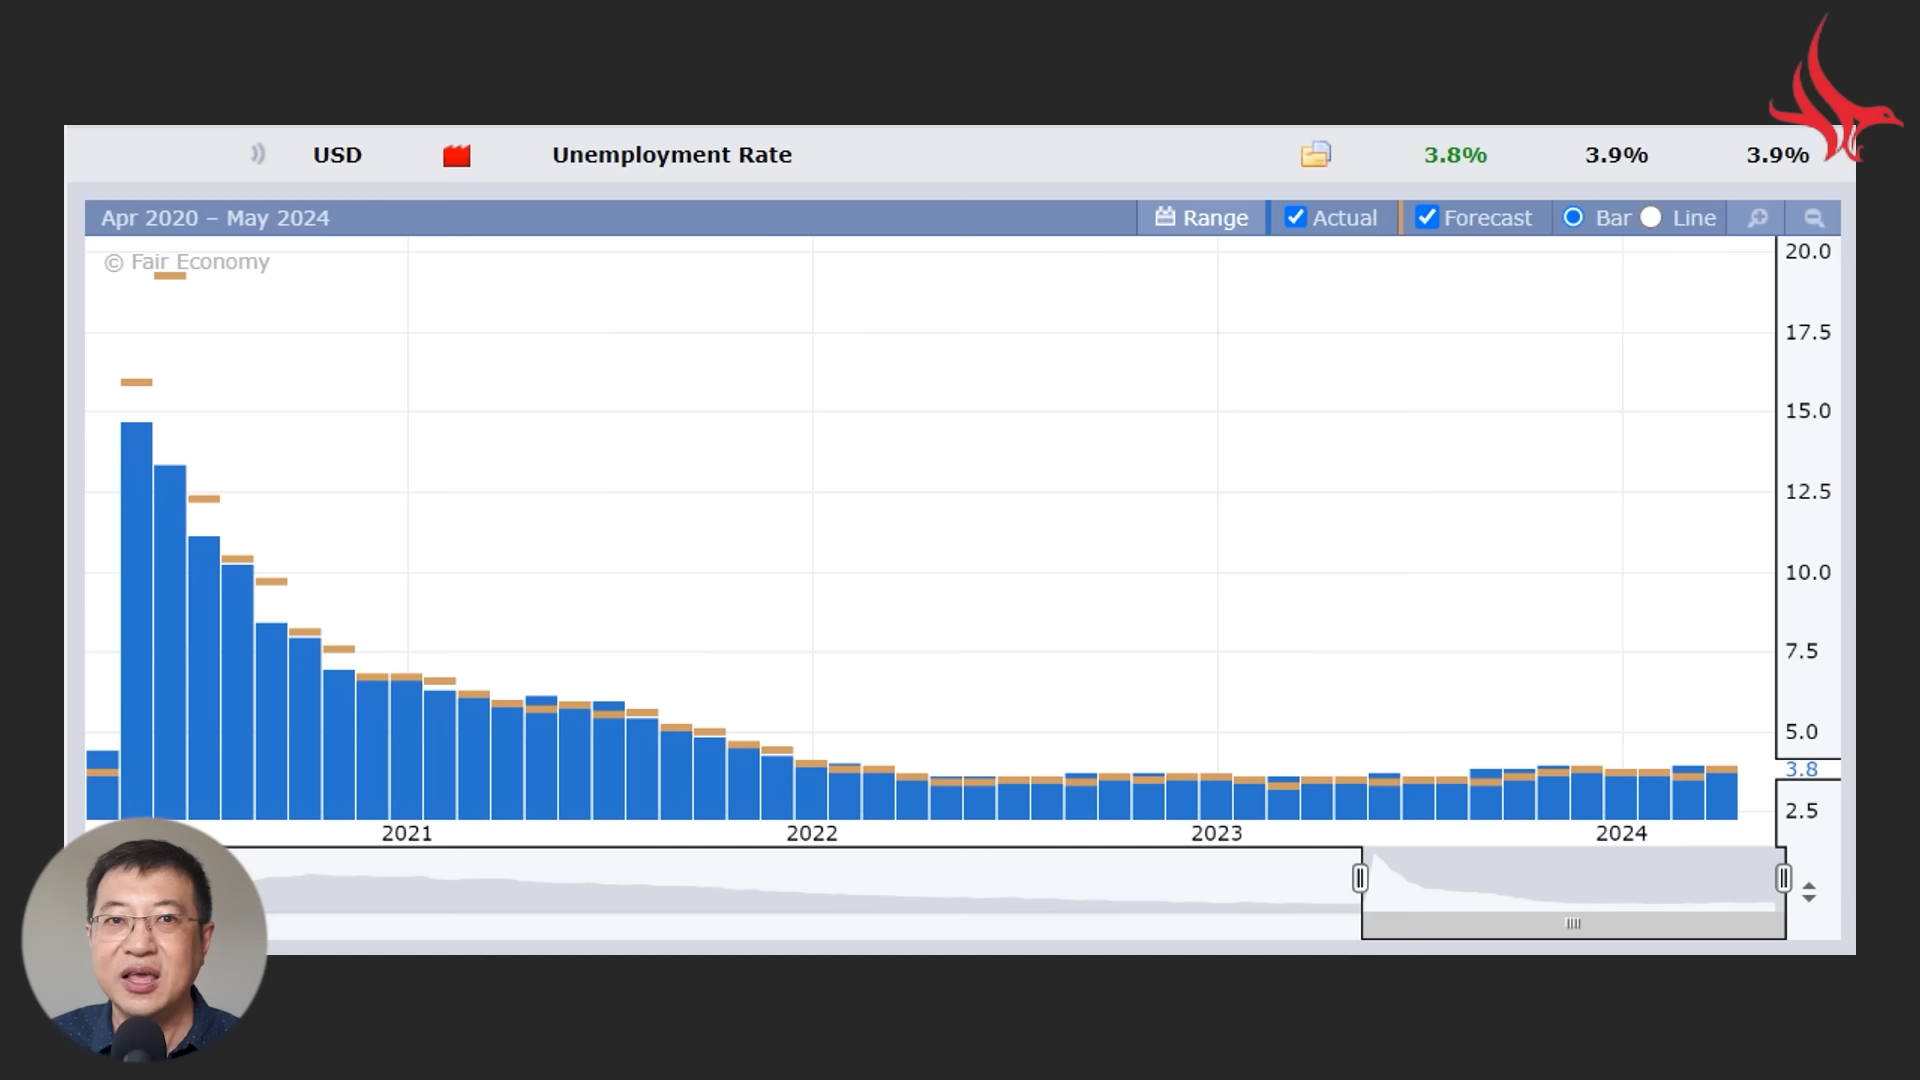 USD Unemployment Rate 3.8% 3.9% 3.9%
Apr 2020 – May 2024 Range Actual Forecast Bar Line
© Fair Economy
20.0
17.5
15.0
12.5
10.0
7.5
5.0
3.8
2.5
2021 2022 2023 2024